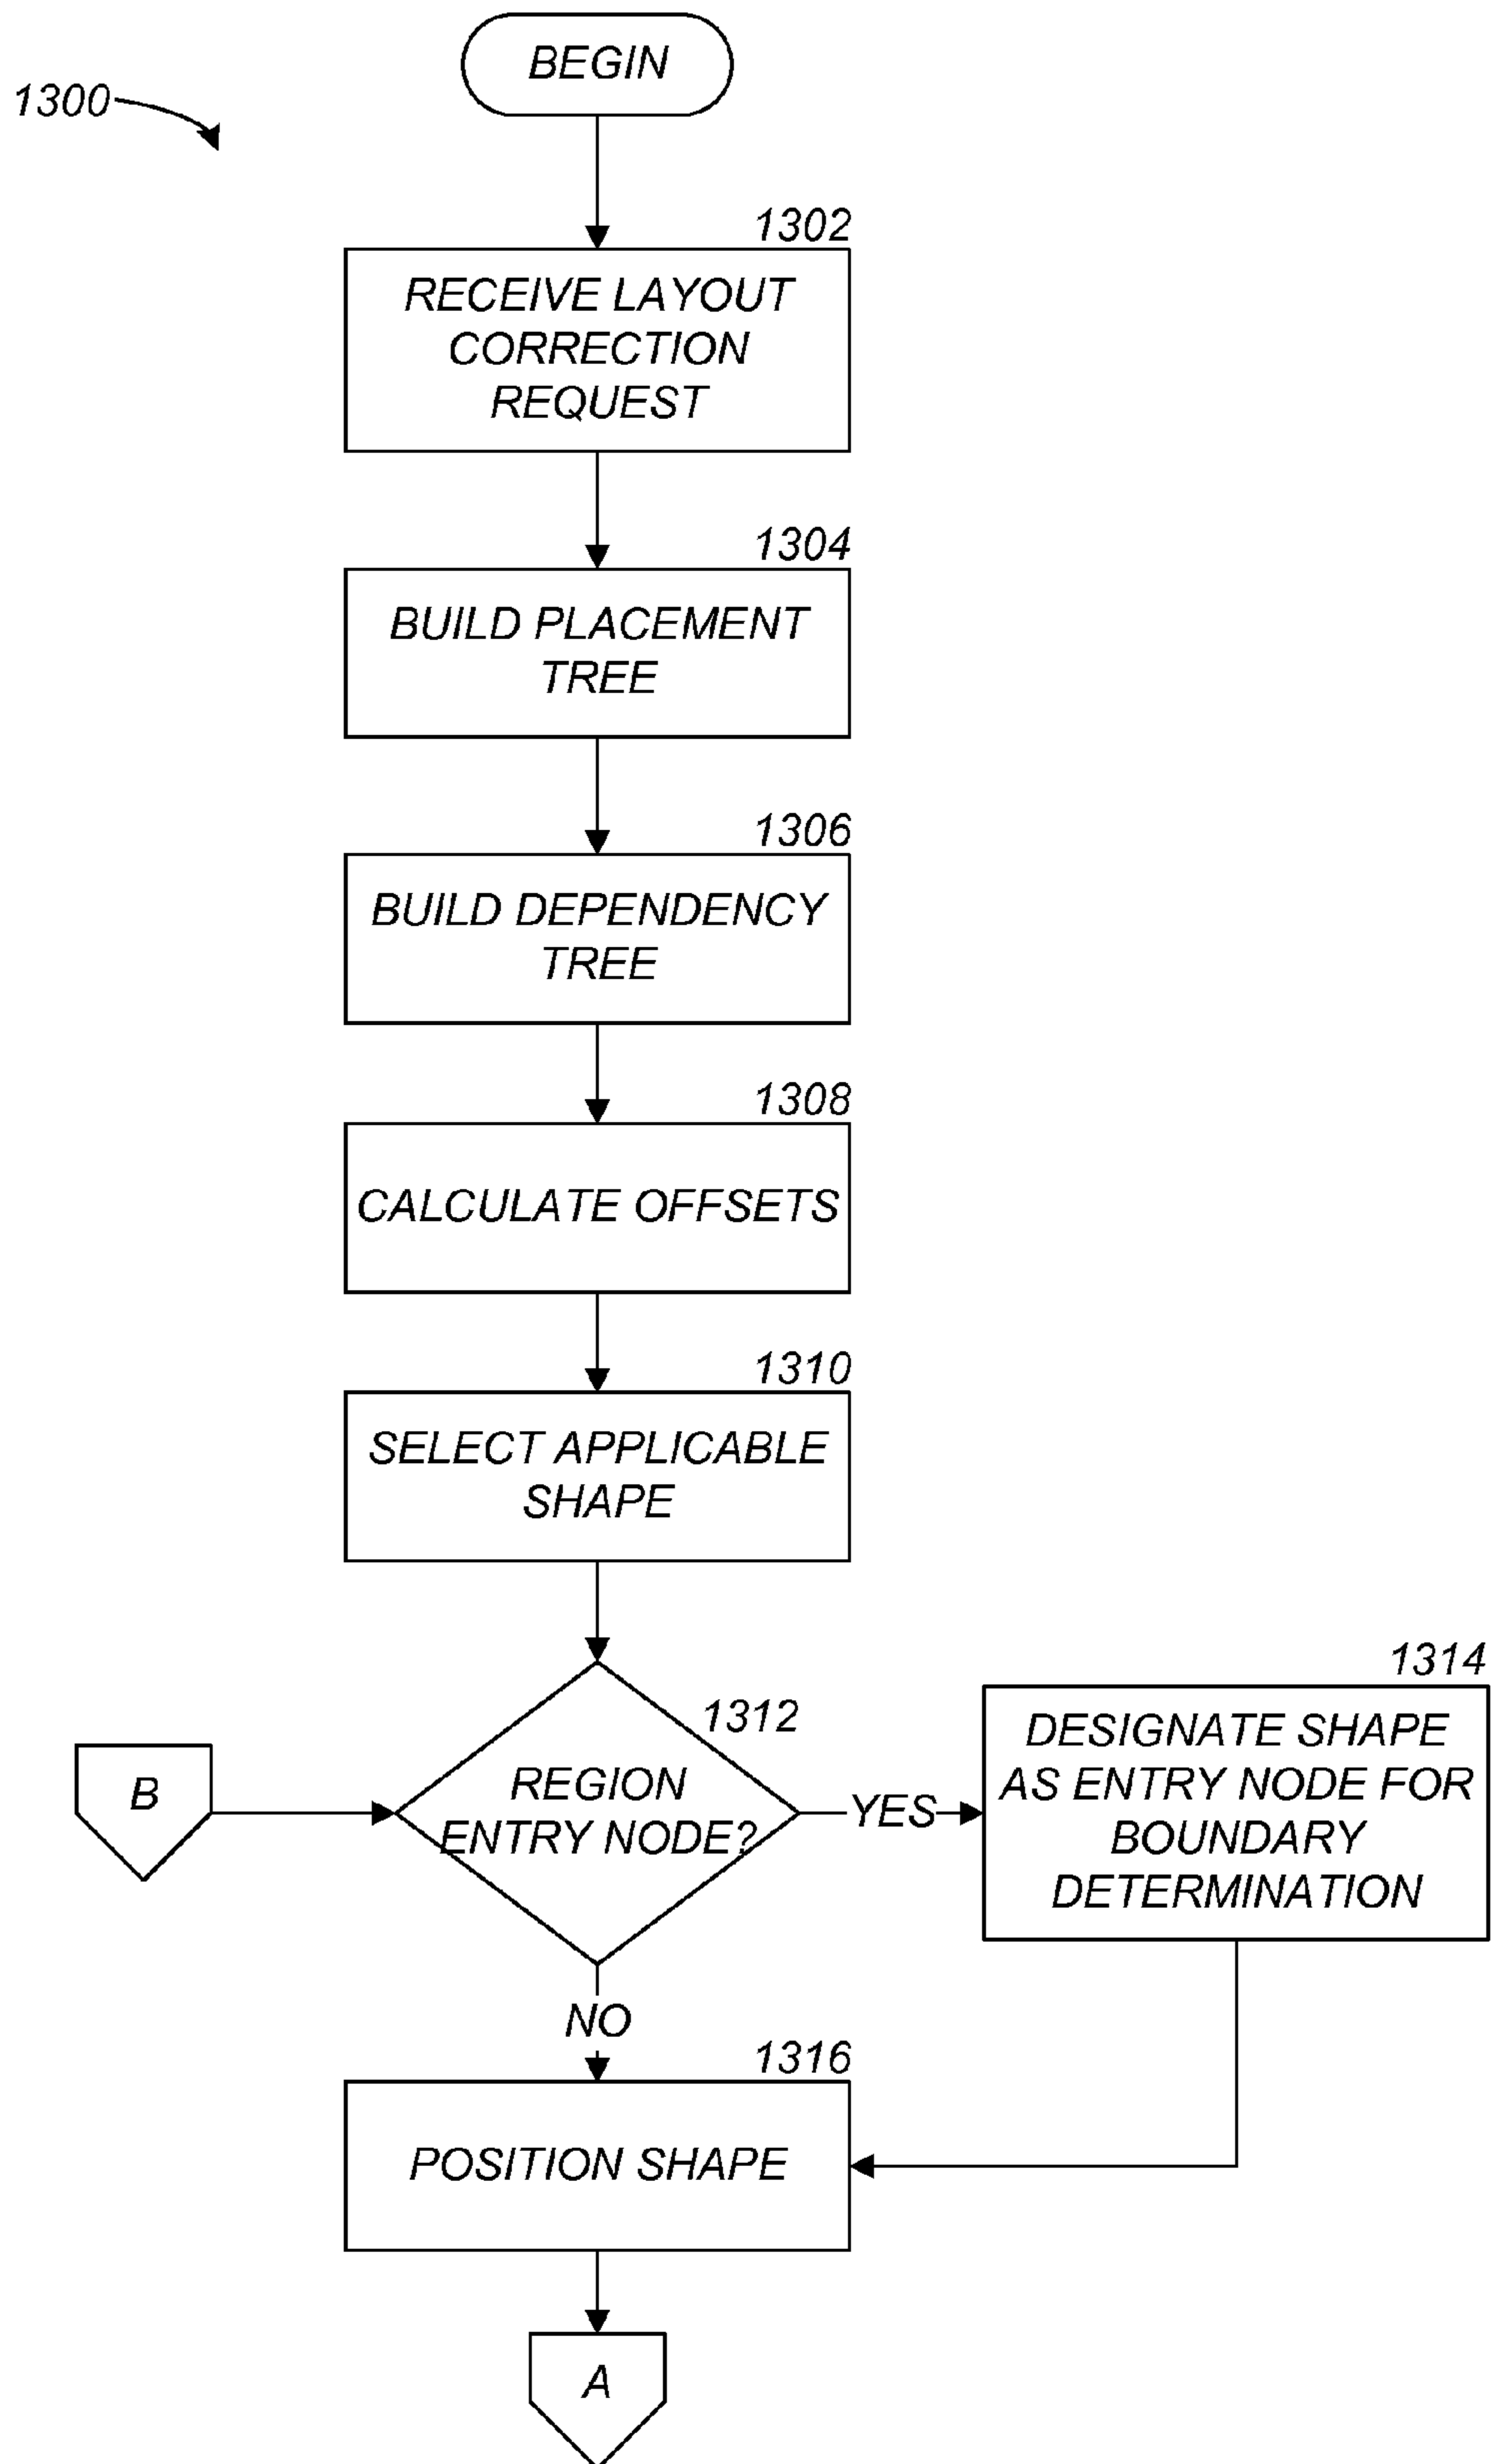 BEGIN
1300
1302
RECEIVE LAYOUT
CORRECTION
REQUEST
1304
BUILD PLACEMENT
TREE
1306
BUILD DEPENDENCY
TREE
1308
CALCULATE OFFSETS
1310
SELECT APPLICABLE
SHAPE
1312
REGION
ENTRY NODE?
B
YES
1314
DESIGNATE SHAPE
AS ENTRY NODE FOR
BOUNDARY
DETERMINATION
NO
1316
POSITION SHAPE
A